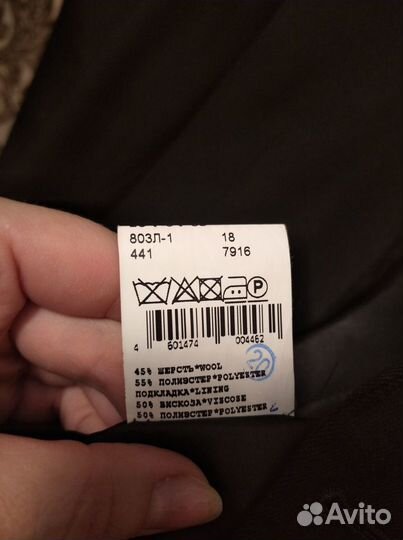 80ЗЛ-1 18
441 7916
P
4 601474 004462
45% ШЕРСТЬ*WOOL
55% ПОЛИЭСТЕР*POLYESTER
ПОДКЛАДКА*LINING
50% ВИСКОЗА*VISCOSE
50% ПОЛИЭСТЕР*POLYESTER
Avito